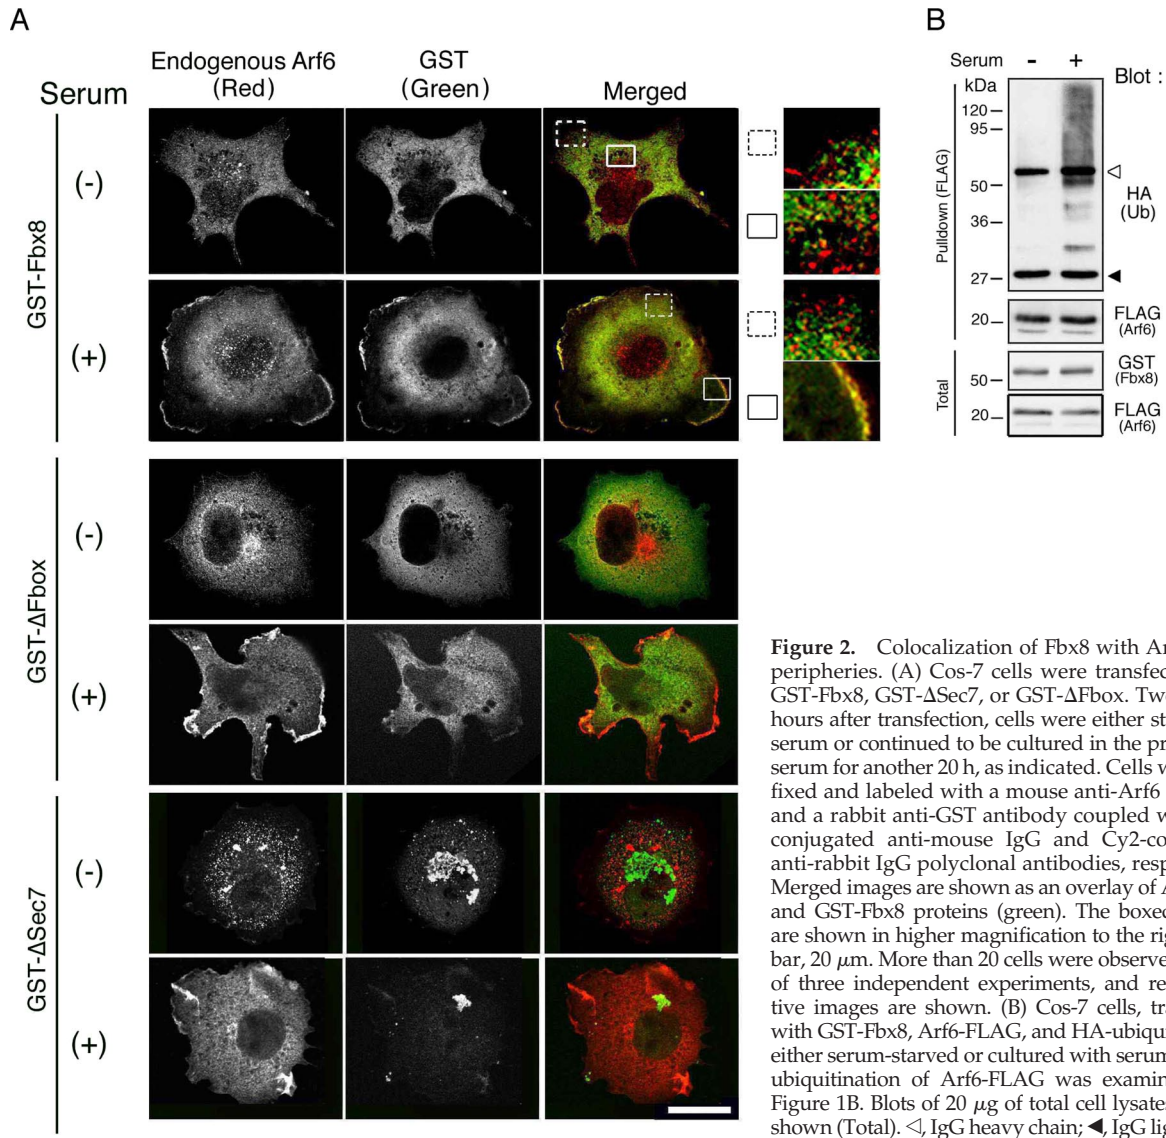 A
B
Endogenous Arf6
(Red)
GST
(Green)
Merged
Serum
GST-Fbx8
(-)
(+)
GST-ΔFbox
(-)
(+)
GST-ΔSec7
(-)
(+)
Serum - +
kDa
Blot :
120
95
50
36
27
HA
(Ub)
Pulldown (FLAG)
20
FLAG
(Arf6)
Total
50
GST
(Fbx8)
20
FLAG
(Arf6)
Figure 2. Colocalization of Fbx8 with Ar
peripheries. (A) Cos-7 cells were transfec
GST-Fbx8, GST-ΔSec7, or GST-ΔFbox. Two
hours after transfection, cells were either st
serum or continued to be cultured in the pr
serum for another 20 h, as indicated. Cells w
fixed and labeled with a mouse anti-Arf6
and a rabbit anti-GST antibody coupled w
conjugated anti-mouse IgG and Cy2-co
anti-rabbit IgG polyclonal antibodies, resp
Merged images are shown as an overlay of A
and GST-Fbx8 proteins (green). The boxed
are shown in higher magnification to the rig
bar, 20 μm. More than 20 cells were observe
of three independent experiments, and re
tive images are shown. (B) Cos-7 cells, tra
with GST-Fbx8, Arf6-FLAG, and HA-ubiqu
either serum-starved or cultured with serum
ubiquitination of Arf6-FLAG was examin
Figure 1B. Blots of 20 μg of total cell lysates
shown (Total). ◁, IgG heavy chain; ◀, IgG lig